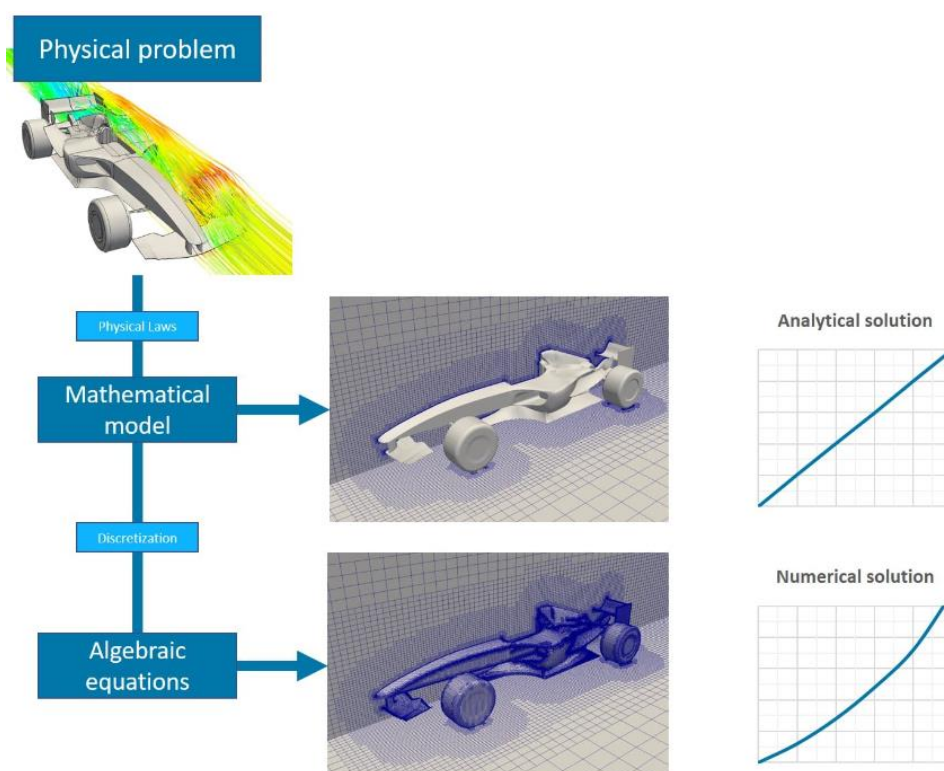 Physical problem
Physical Laws
Mathematical
model
Analytical solution
Discretization
Numerical solution
Algebraic
equations